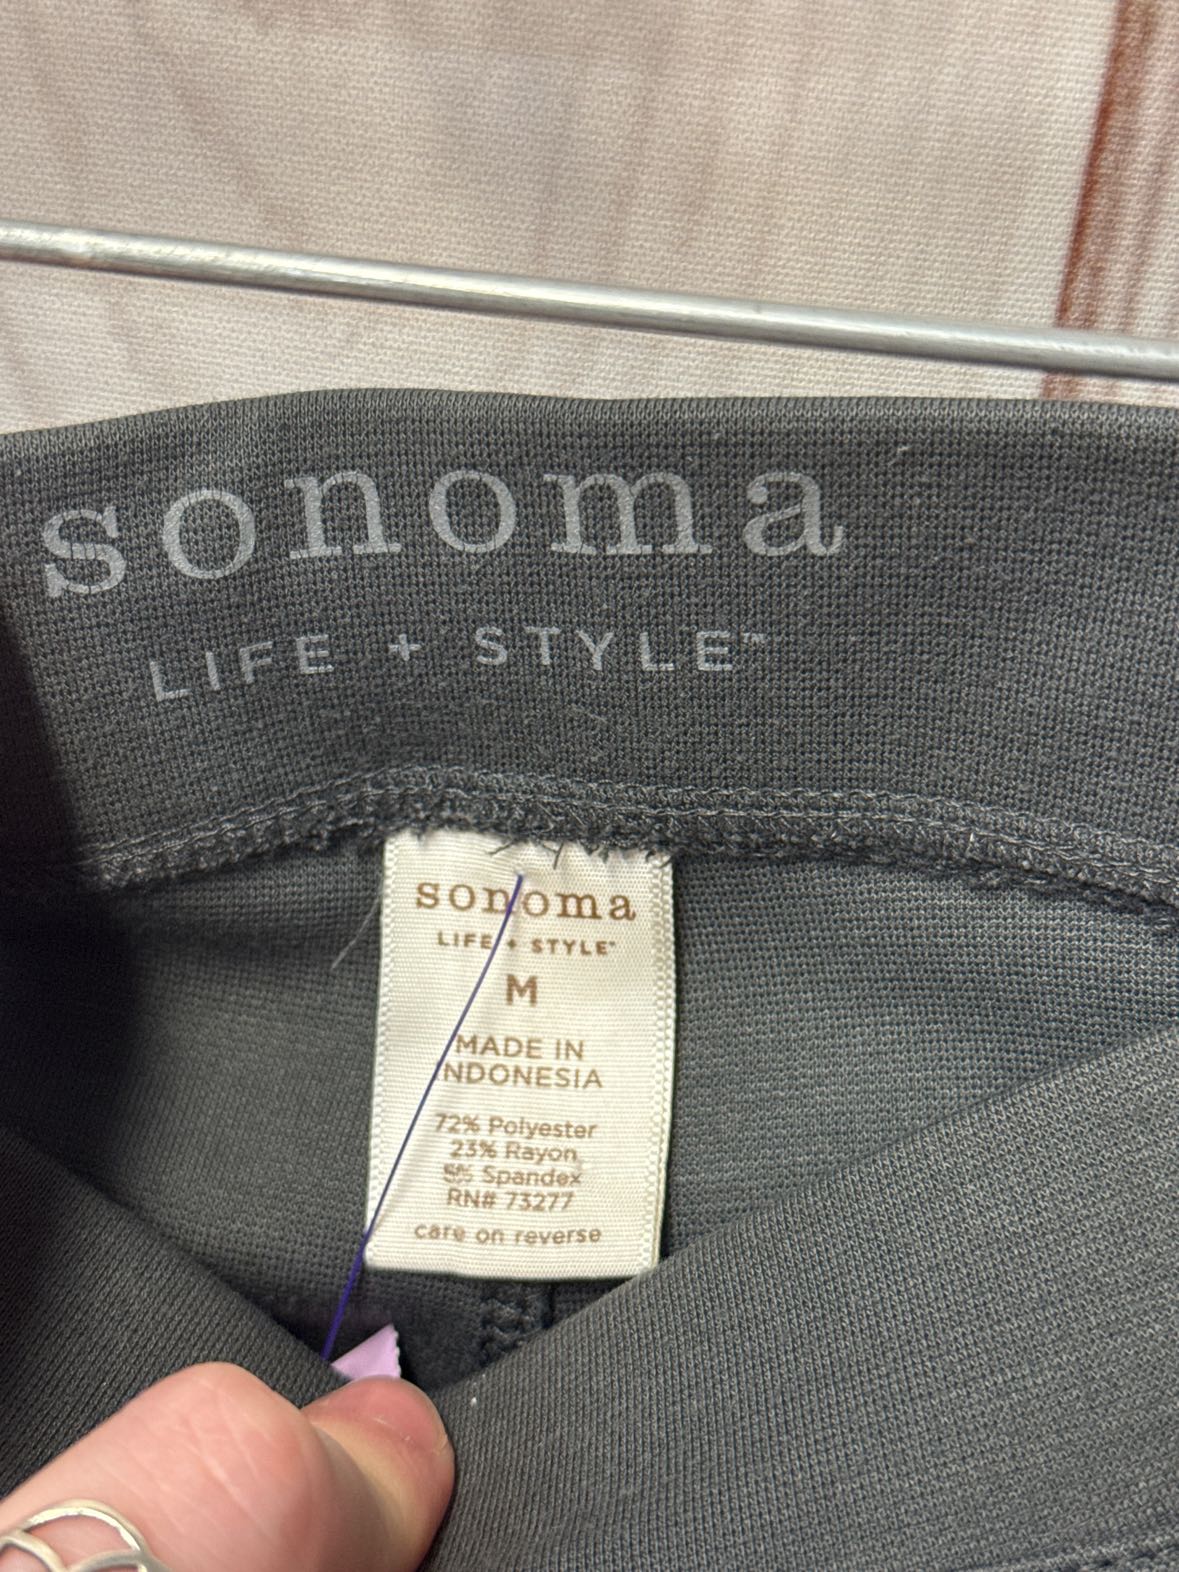 sonoma
LIFE + STYLE™
sonoma
LIFE + STYLE™
M
MADE IN
INDONESIA
72% Polyester
23% Rayon
5% Spandex
RN# 73277
care on reverse